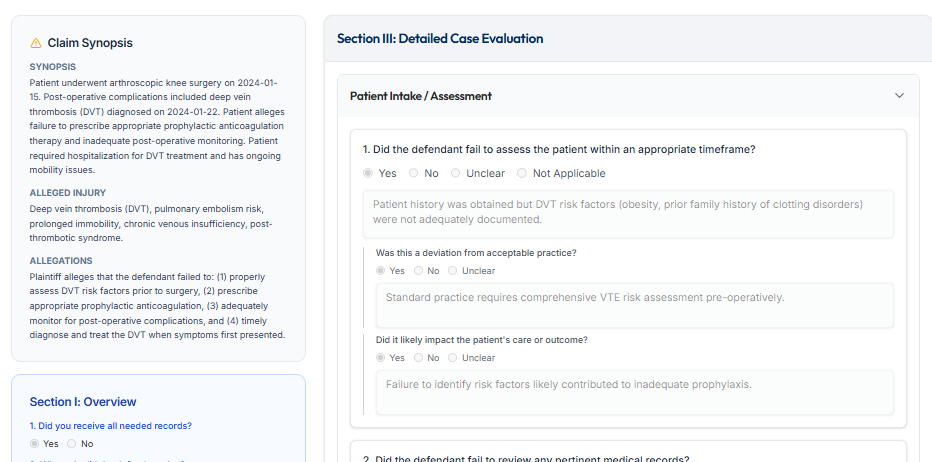 Claim Synopsis
SYNOPSIS
Patient underwent arthroscopic knee surgery on 2024-01-
15. Post-operative complications included deep vein
thrombosis (DVT) diagnosed on 2024-01-22. Patient alleges
failure to prescribe appropriate prophylactic anticoagulation
therapy and inadequate post-operative monitoring. Patient
required hospitalization for DVT treatment and has ongoing
mobility issues.
ALLEGED INJURY
Deep vein thrombosis (DVT), pulmonary embolism risk,
prolonged immobility, chronic venous insufficiency, post-
thrombotic syndrome.
ALLEGATIONS
Plaintiff alleges that the defendant failed to: (1) properly
assess DVT risk factors prior to surgery, (2) prescribe
appropriate prophylactic anticoagulation, (3) adequately
monitor for post-operative complications, and (4) timely
diagnose and treat the DVT when symptoms first presented.
Section I: Overview
1. Did you receive all needed records?
Yes No
Section III: Detailed Case Evaluation
Patient Intake / Assessment
1. Did the defendant fail to assess the patient within an appropriate timeframe?
Yes No Unclear Not Applicable
Patient history was obtained but DVT risk factors (obesity, prior family history of clotting disorders)
were not adequately documented.
Was this a deviation from acceptable practice?
Yes No Unclear
Standard practice requires comprehensive VTE risk assessment pre-operatively.
Did it likely impact the patient's care or outcome?
Yes No Unclear
Failure to identify risk factors likely contributed to inadequate prophylaxis.
2. Did the defendant fail to review any pertinent medical records?